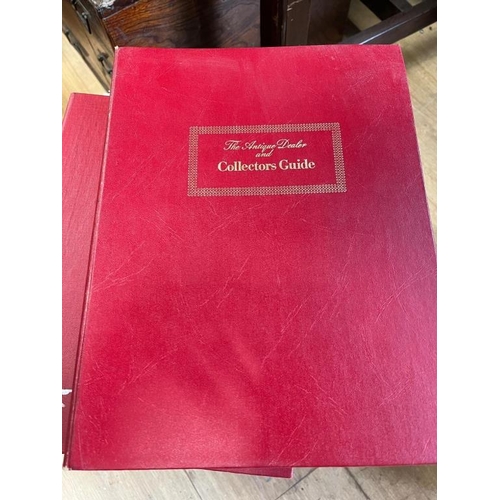 The Antique Dealer
and
Collectors Guide